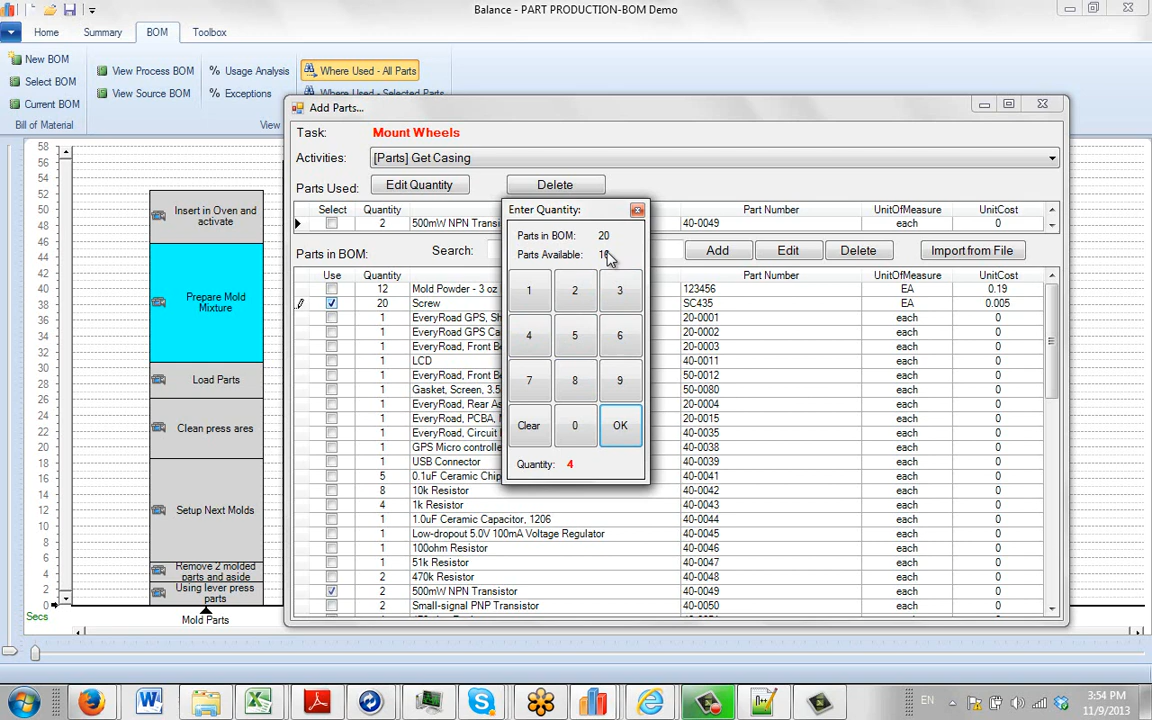 Balance - PART PRODUCTION-BOM Demo
Home Summary BOM Toolbox
New BOM
Select BOM
Current BOM
Bill of Material
View Process BOM
View Source BOM
% Usage Analysis
% Exceptions
Where Used - All Parts
Where Used - Selected Parts
View
Add Parts...
Task: Mount Wheels
Activities: [Parts] Get Casing
Parts Used: Edit Quantity Delete
Select Quantity Part Number UnitOfMeasure UnitCost
2 500mW NPN 40-0049
Parts in BOM: Search: Add Edit Delete Import from File
Use Quantity Part Number UnitOfMeasure UnitCost
12 Mold Powder - 3 oz 123456 EA 0.19
20 Screw SC435 EA 0.005
1 EveryRoad GPS, 20-0001 each 0
1 EveryRoad GPS 20-0002 each 0
1 EveryRoad, Front 20-0003 each 0
1 LCD 40-0011 each 0
1 EveryRoad, Front 50-0012 each 0
1 Gasket, Screen, 50-0080 each 0
1 EveryRoad, Rear 20-0004 each 0
1 EveryRoad, PCBA, 20-0015 each 0
1 EveryRoad, Circuit 40-0035 each 0
1 GPS Micro 40-0038 each 0
1 USB Connector 40-0039 each 0
5 0.1uF Ceramic 40-0041 each 0
8 10k Resistor 40-0042 each 0
4 1k Resistor 40-0043 each 0
1 1.0uF Ceramic Capacitor, 1206 40-0044 each 0
1 Low-dropout 5.0V 100mA Voltage Regulator 40-0045 each 0
1 100ohm Resistor 40-0046 each 0
1 51k Resistor 40-0047 each 0
2 470k Resistor 40-0048 each 0
2 500mW NPN Transistor 40-0049 each 0
2 Small-signal PNP Transistor 40-0050 each 0
Enter Quantity:
Parts in BOM: 20
Parts Available:
1 2 3
4 5 6
7 8 9
Clear 0 OK
Quantity: 4
58
56
54
52
50
48
46
44
42
40
38
36
34
32
30
28
26
24
22
20
18
16
14
12
10
8
6
4
2
0
Secs
Insert in Oven and
activate
Prepare Mold
Mixture
Load Parts
Clean press ares
Setup Next Molds
Remove 2 molded
parts and aside
Using lever press
parts
Mold Parts
EN
3:54 PM
11/9/2013